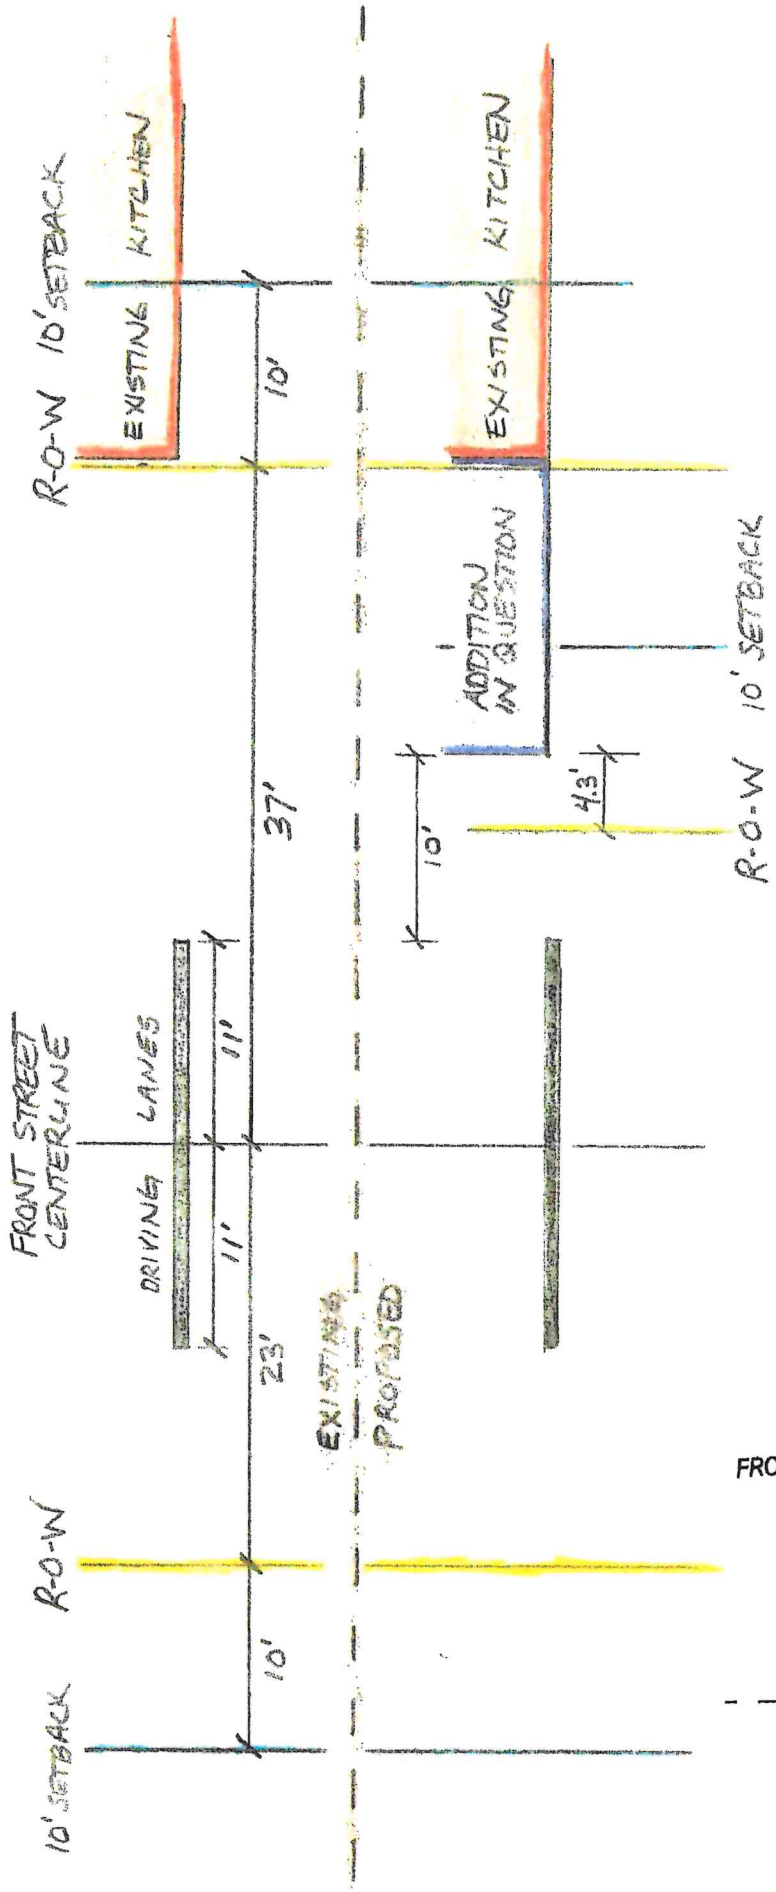 10' SETBACK
R-O-W
FRONT STREET
CENTERLINE
R-O-W
10' SETBACK
DRIVING LANES
EXISTING KITCHEN
11'
11'
10'
23'
37'
10'
EXISTING
PROPOSED
10'
ADDITION
IN QUESTION
EXISTING KITCHEN
4.3'
R-O-W
10' SETBACK
FRO